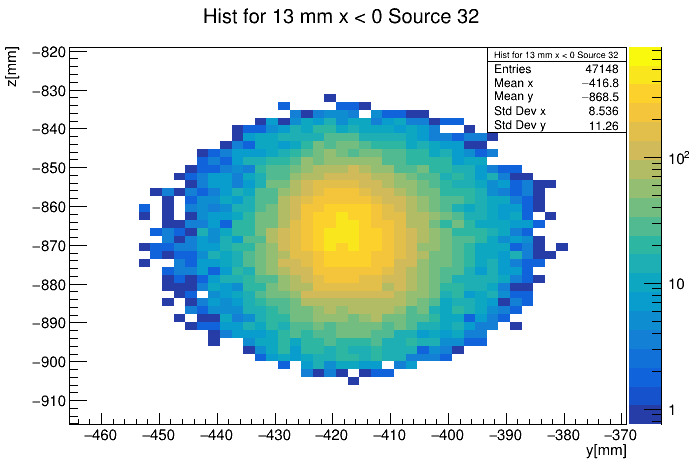 Hist for 13 mm x < 0 Source 32
z[mm]
Hist for 13 mm x < 0 Source 32
Entries 47148
Mean x −416.8
Mean y −868.5
Std Dev x 8.536
Std Dev y 11.26
−820
−830
−840
−850
−860
−870
−880
−890
−900
−910
10²
10
1
−460 −450 −440 −430 −420 −410 −400 −390 −380 −370
y[mm]